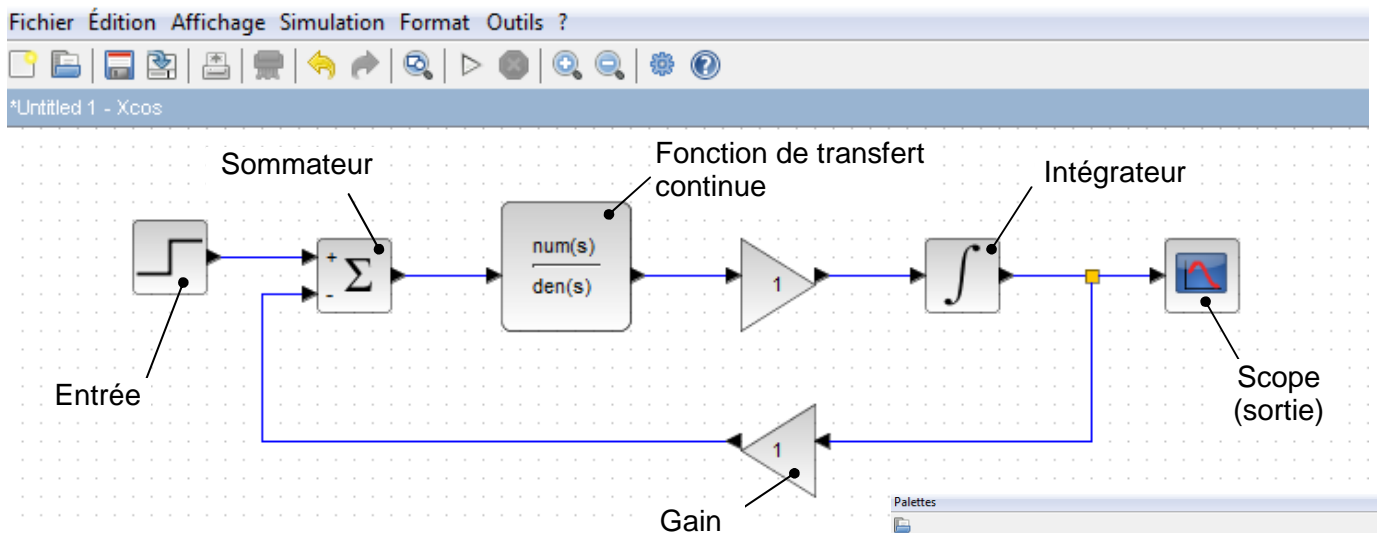 Fichier Édition Affichage Simulation Format Outils ?
*Untitled 1 - Xcos
Sommateur
Fonction de transfert
continue
Intégrateur
num(s)
den(s)
+
-
Σ
1
∫
Entrée
Scope
(sortie)
1
Gain
Palettes